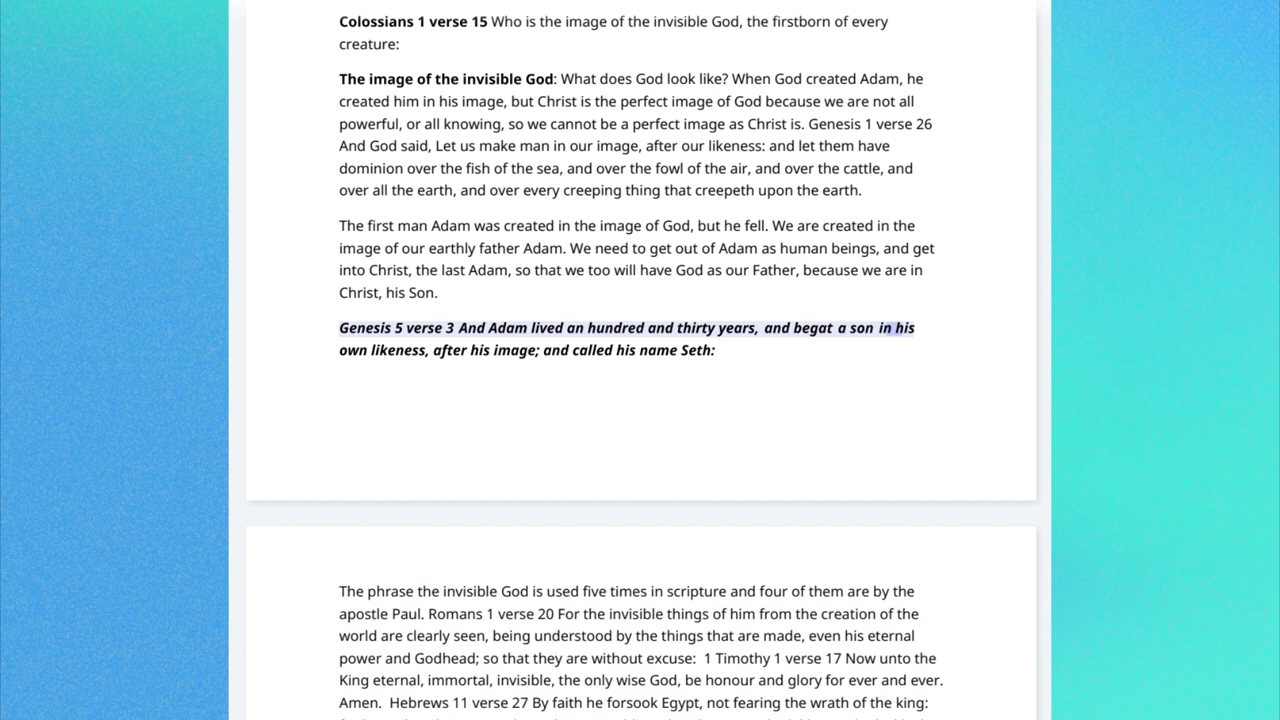 Colossians 1 verse 15 Who is the image of the invisible God, the firstborn of every
creature:
The image of the invisible God: What does God look like? When God created Adam, he
created him in his image, but Christ is the perfect image of God because we are not all
powerful, or all knowing, so we cannot be a perfect image as Christ is. Genesis 1 verse 26
And God said, Let us make man in our image, after our likeness: and let them have
dominion over the fish of the sea, and over the fowl of the air, and over the cattle, and
over all the earth, and over every creeping thing that creepeth upon the earth.
The first man Adam was created in the image of God, but he fell. We are created in the
image of our earthly father Adam. We need to get out of Adam as human beings, and get
into Christ, the last Adam, so that we too will have God as our Father, because we are in
Christ, his Son.
Genesis 5 verse 3 And Adam lived an hundred and thirty years, and begat a son in his
own likeness, after his image; and called his name Seth:
The phrase the invisible God is used five times in scripture and four of them are by the
apostle Paul. Romans 1 verse 20 For the invisible things of him from the creation of the
world are clearly seen, being understood by the things that are made, even his eternal
power and Godhead; so that they are without excuse:  1 Timothy 1 verse 17 Now unto the
King eternal, immortal, invisible, the only wise God, be honour and glory for ever and ever.
Amen.  Hebrews 11 verse 27 By faith he forsook Egypt, not fearing the wrath of the king: